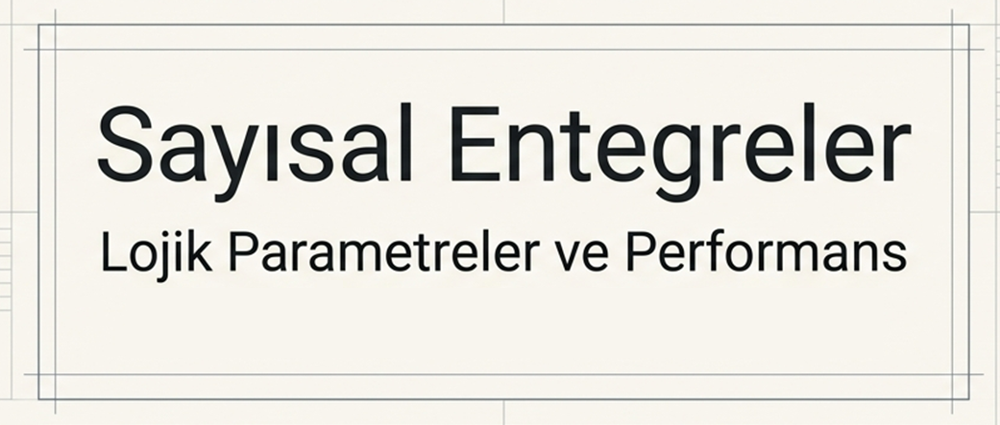 Sayısal Entegreler
Lojik Parametreler ve Performans